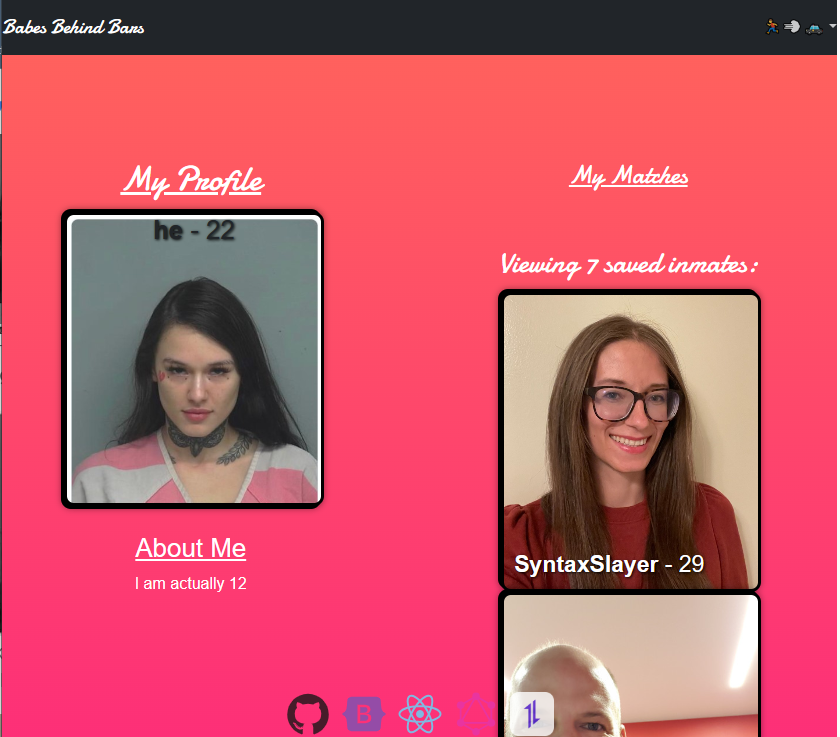 Babes Behind Bars
My Profile
he - 22
About Me
I am actually 12
My Matches
Viewing 7 saved inmates:
SyntaxSlayer - 29
B